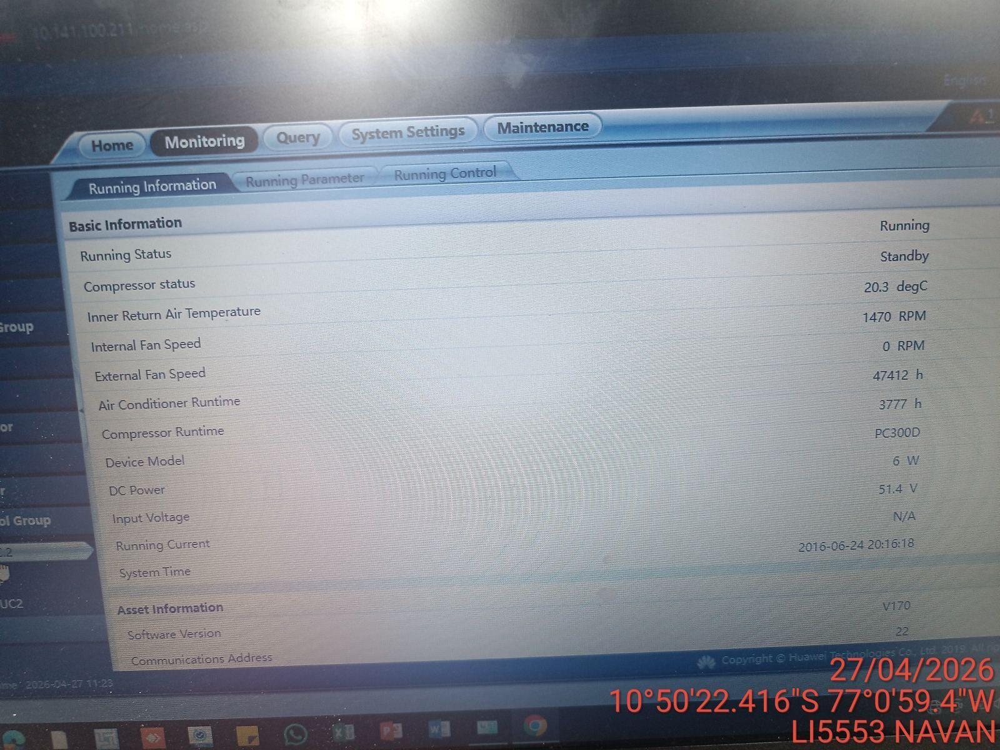 10.141.100.211/home.asp
English
Home Monitoring Query System Settings Maintenance
1
Running Information Running Parameter Running Control
Basic Information
Running Status Running
Compressor status Standby
Inner Return Air Temperature 20.3 degC
Internal Fan Speed 1470 RPM
External Fan Speed 0 RPM
Air Conditioner Runtime 47412 h
Compressor Runtime 3777 h
Device Model PC300D
DC Power 6 W
Input Voltage 51.4 V
Running Current N/A
System Time 2016-06-24 20:16:18
Asset Information
Software Version V170
Communications Address 22
Group
or
r
ol Group
.2
UC2
Copyright © Huawei Technologies Co., Ltd. 2019. All rig
2026-04-27 11:23
27/04/2026
10°50'22.416"S 77°0'59.4"W
LI5553 NAVAN